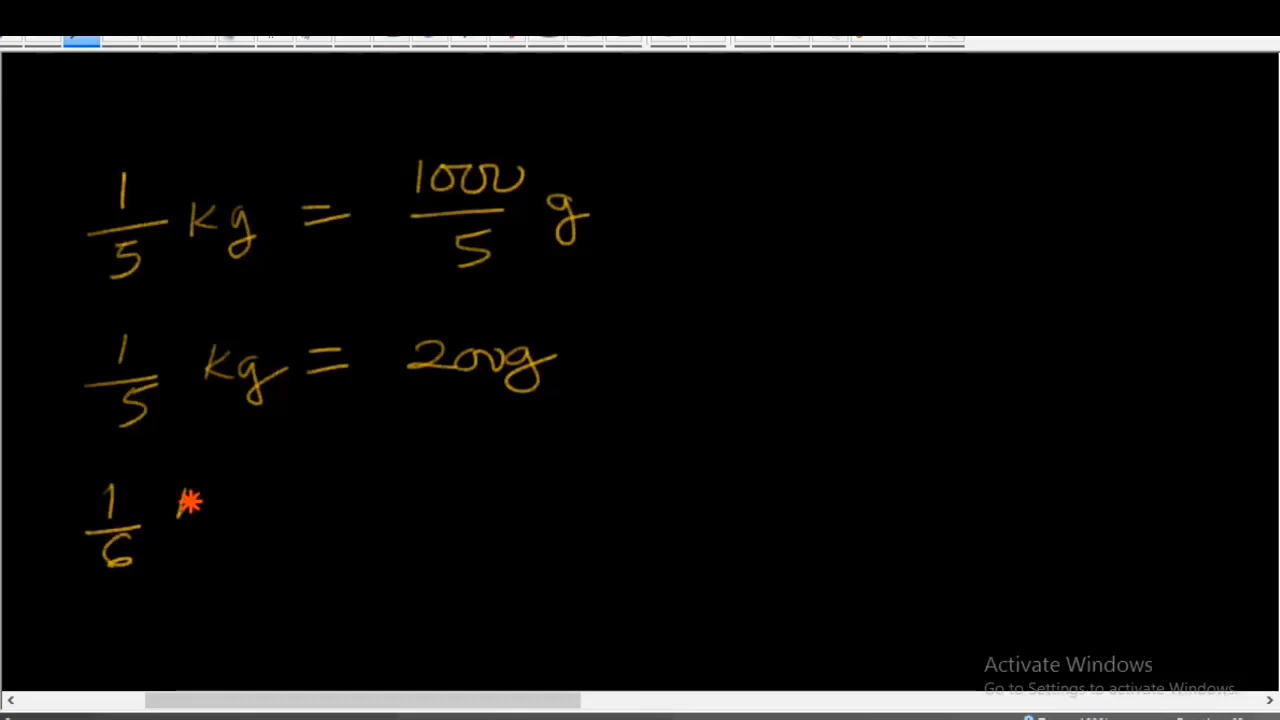 1/5 kg = 1000/5 g
1/5 kg = 200g
1/6
Activate Windows
Go to Settings to activate Windows.